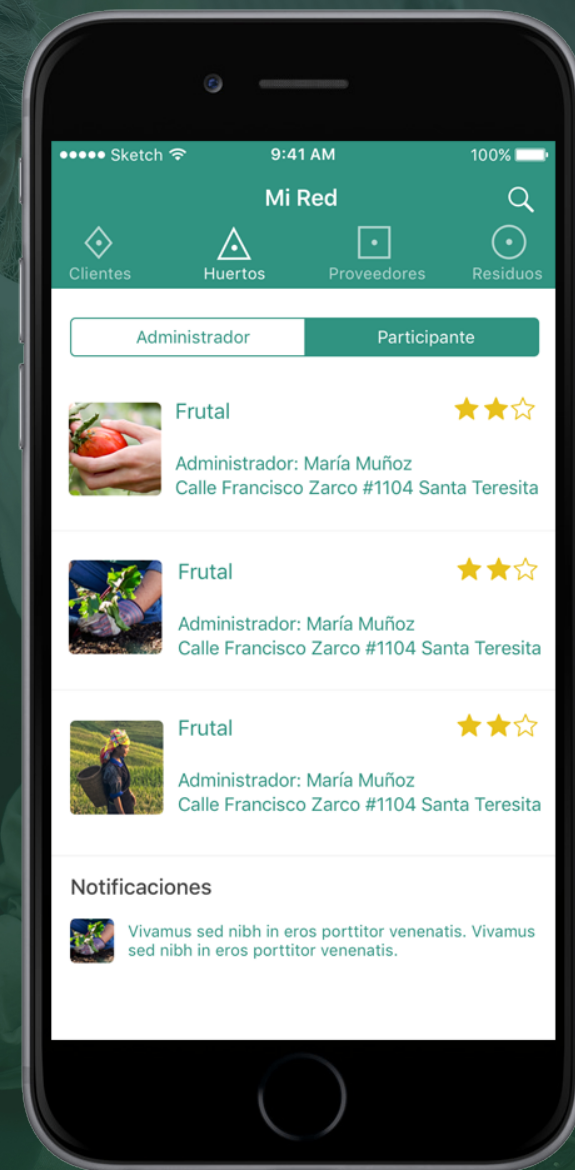 Sketch 9:41 AM 100%
Mi Red
Clientes Huertos Proveedores Residuos
Administrador Participante
Frutal
Administrador: María Muñoz
Calle Francisco Zarco #1104 Santa Teresita
Frutal
Administrador: María Muñoz
Calle Francisco Zarco #1104 Santa Teresita
Frutal
Administrador: María Muñoz
Calle Francisco Zarco #1104 Santa Teresita
Notificaciones
Vivamus sed nibh in eros porttitor venenatis. Vivamus
sed nibh in eros porttitor venenatis.